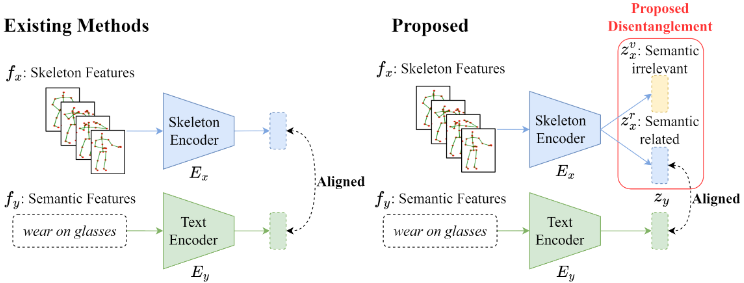 Existing Methods
f_x: Skeleton Features
Skeleton
Encoder
E_x
Aligned
f_y: Semantic Features
wear on glasses
Text
Encoder
E_y
Proposed
Proposed
Disentanglement
f_x: Skeleton Features
z_x^v: Semantic
irrelevant
Skeleton
Encoder
E_x
z_x^r: Semantic
related
z_y
Aligned
f_y: Semantic Features
wear on glasses
Text
Encoder
E_y